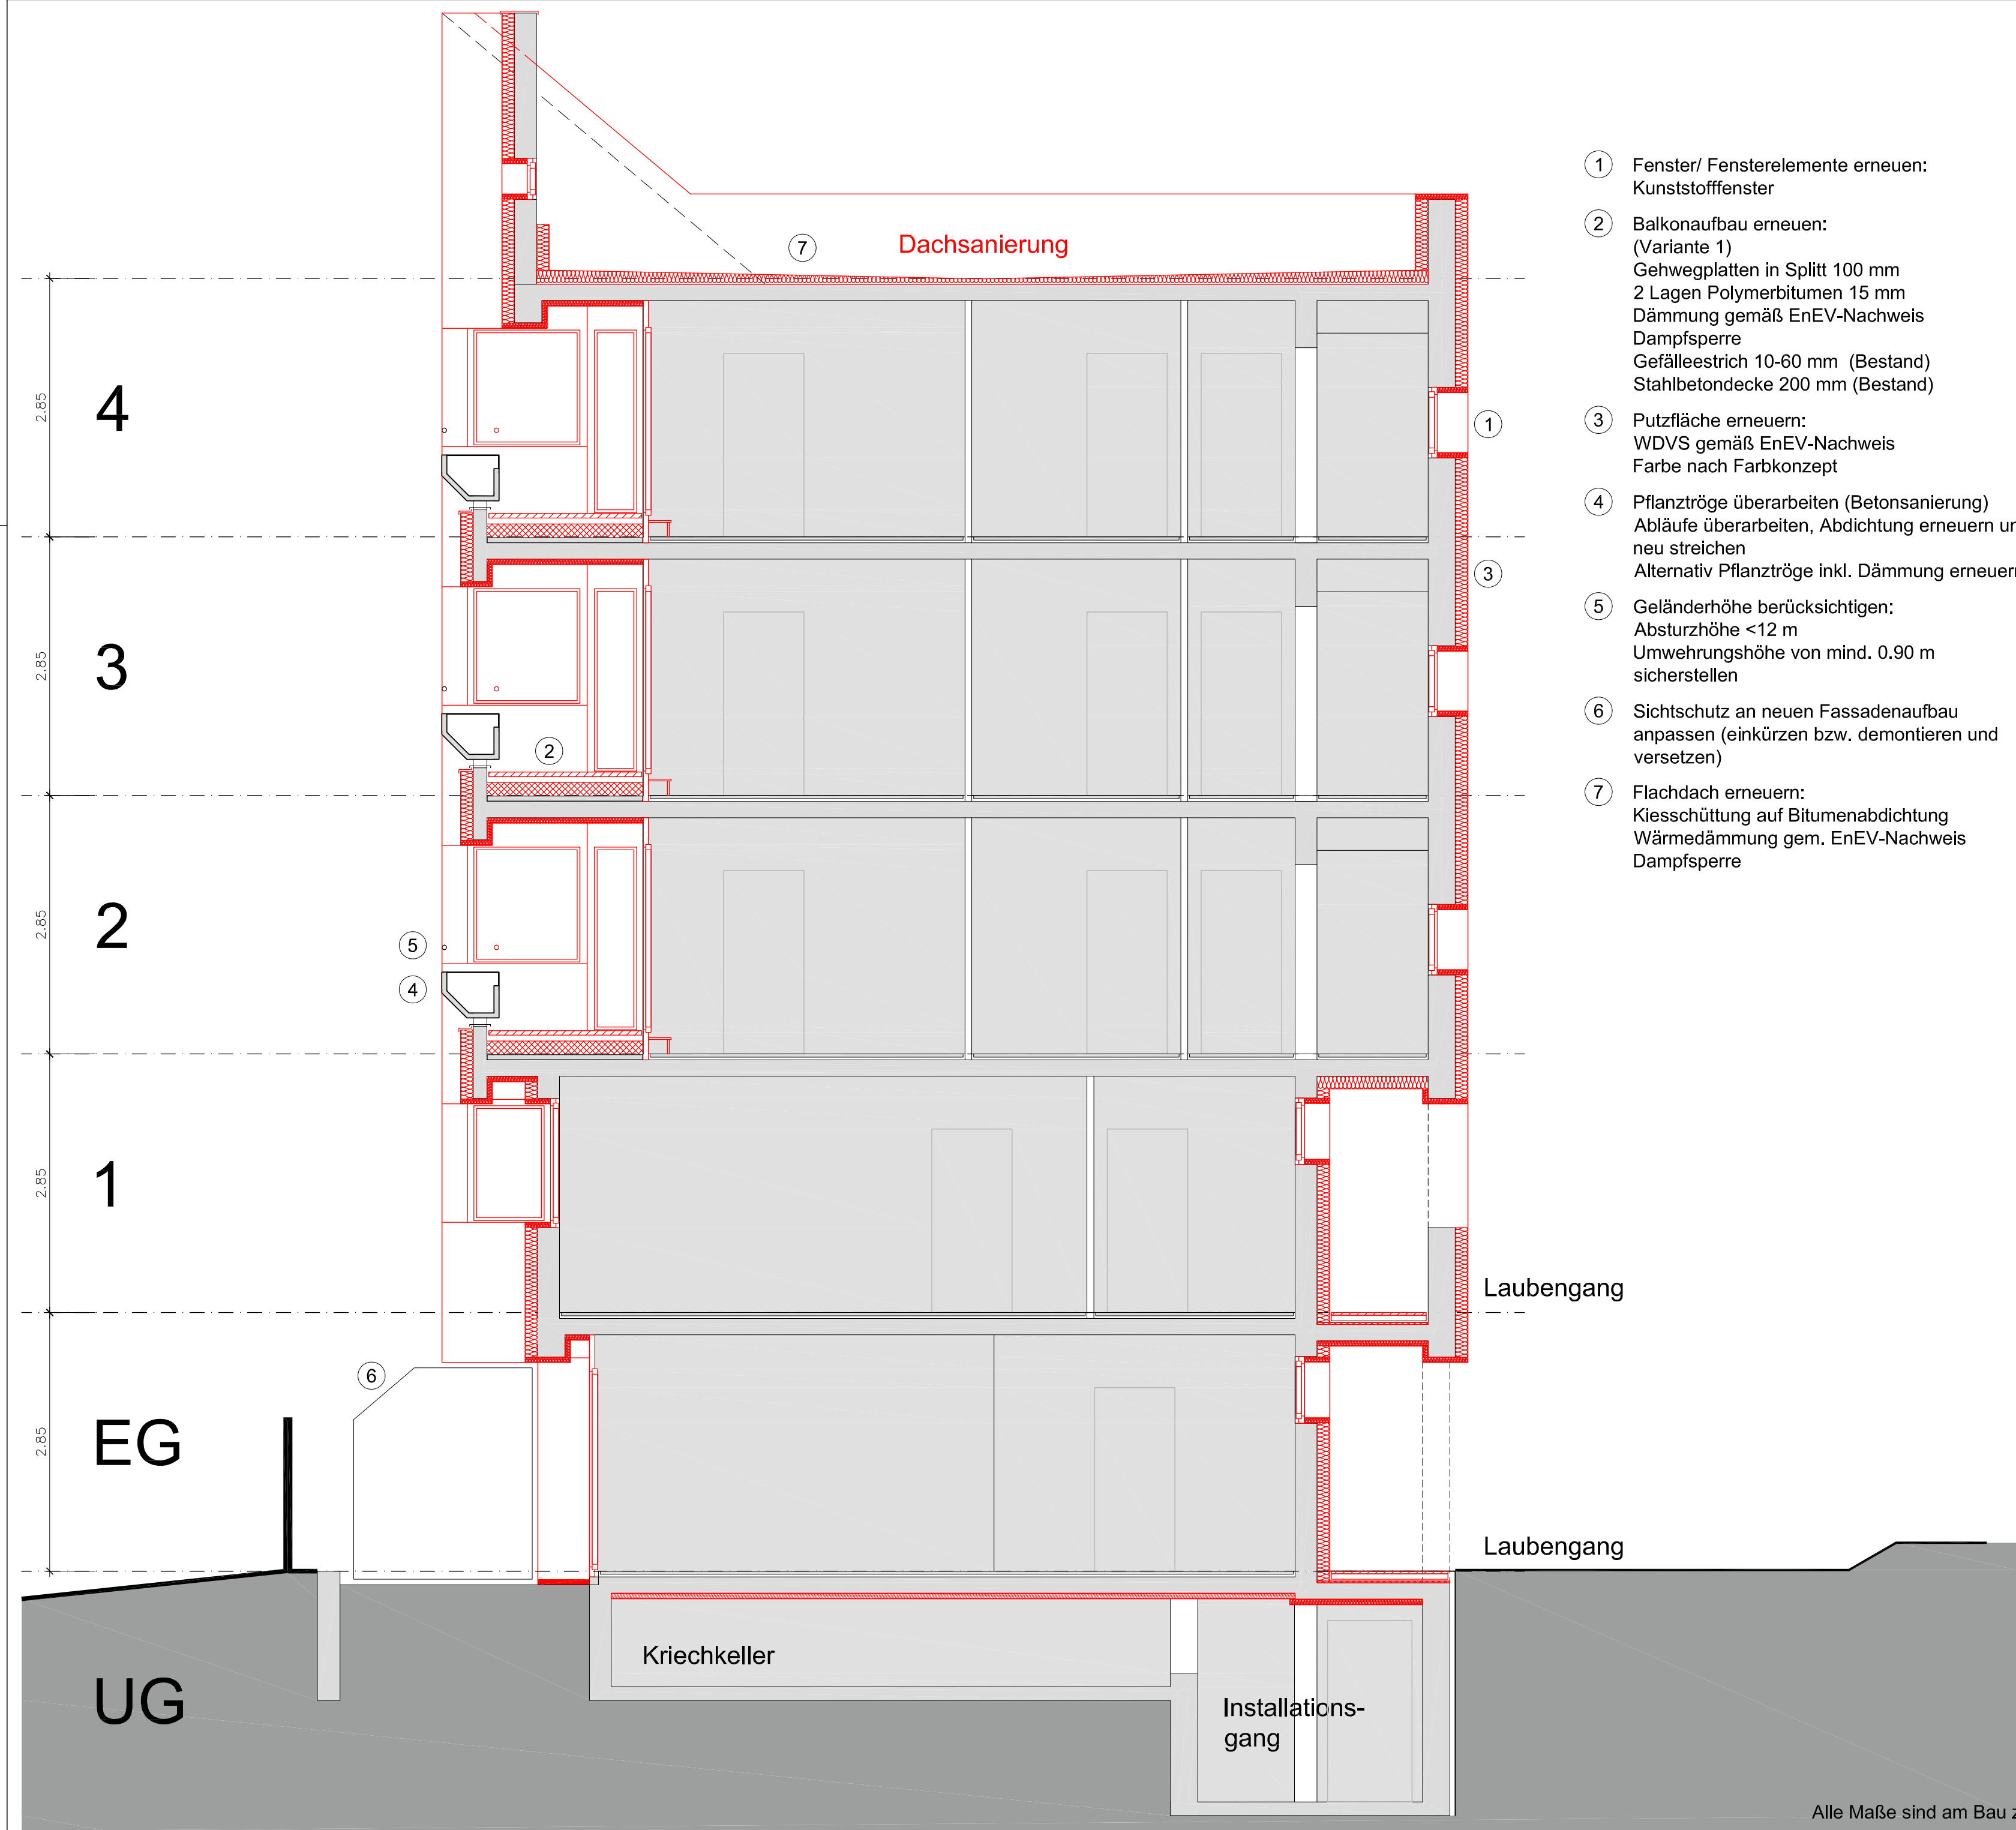 Dachsanierung
7
4
2.85
1
3
2.85
3
2
2
2.85
5
4
1
2.85
Laubengang
6
EG
2.85
Laubengang
Kriechkeller
UG
Installations-
gang
1 Fenster/ Fensterelemente erneuen:
Kunststofffenster
2 Balkonaufbau erneuen:
(Variante 1)
Gehwegplatten in Splitt 100 mm
2 Lagen Polymerbitumen 15 mm
Dämmung gemäß EnEV-Nachweis
Dampfsperre
Gefälleestrich 10-60 mm (Bestand)
Stahlbetondecke 200 mm (Bestand)
3 Putzfläche erneuern:
WDVS gemäß EnEV-Nachweis
Farbe nach Farbkonzept
4 Pflanztröge überarbeiten (Betonsanierung)
Abläufe überarbeiten, Abdichtung erneuern
neu streichen
Alternativ Pflanztröge inkl. Dämmung erneuern
5 Geländerhöhe berücksichtigen:
Absturzhöhe <12 m
Umwehrungshöhe von mind. 0.90 m
sicherstellen
6 Sichtschutz an neuen Fassadenaufbau
anpassen (einkürzen bzw. demontieren und
versetzen)
7 Flachdach erneuern:
Kiesschüttung auf Bitumenabdichtung
Wärmedämmung gem. EnEV-Nachweis
Dampfsperre
Alle Maße sind am Bau